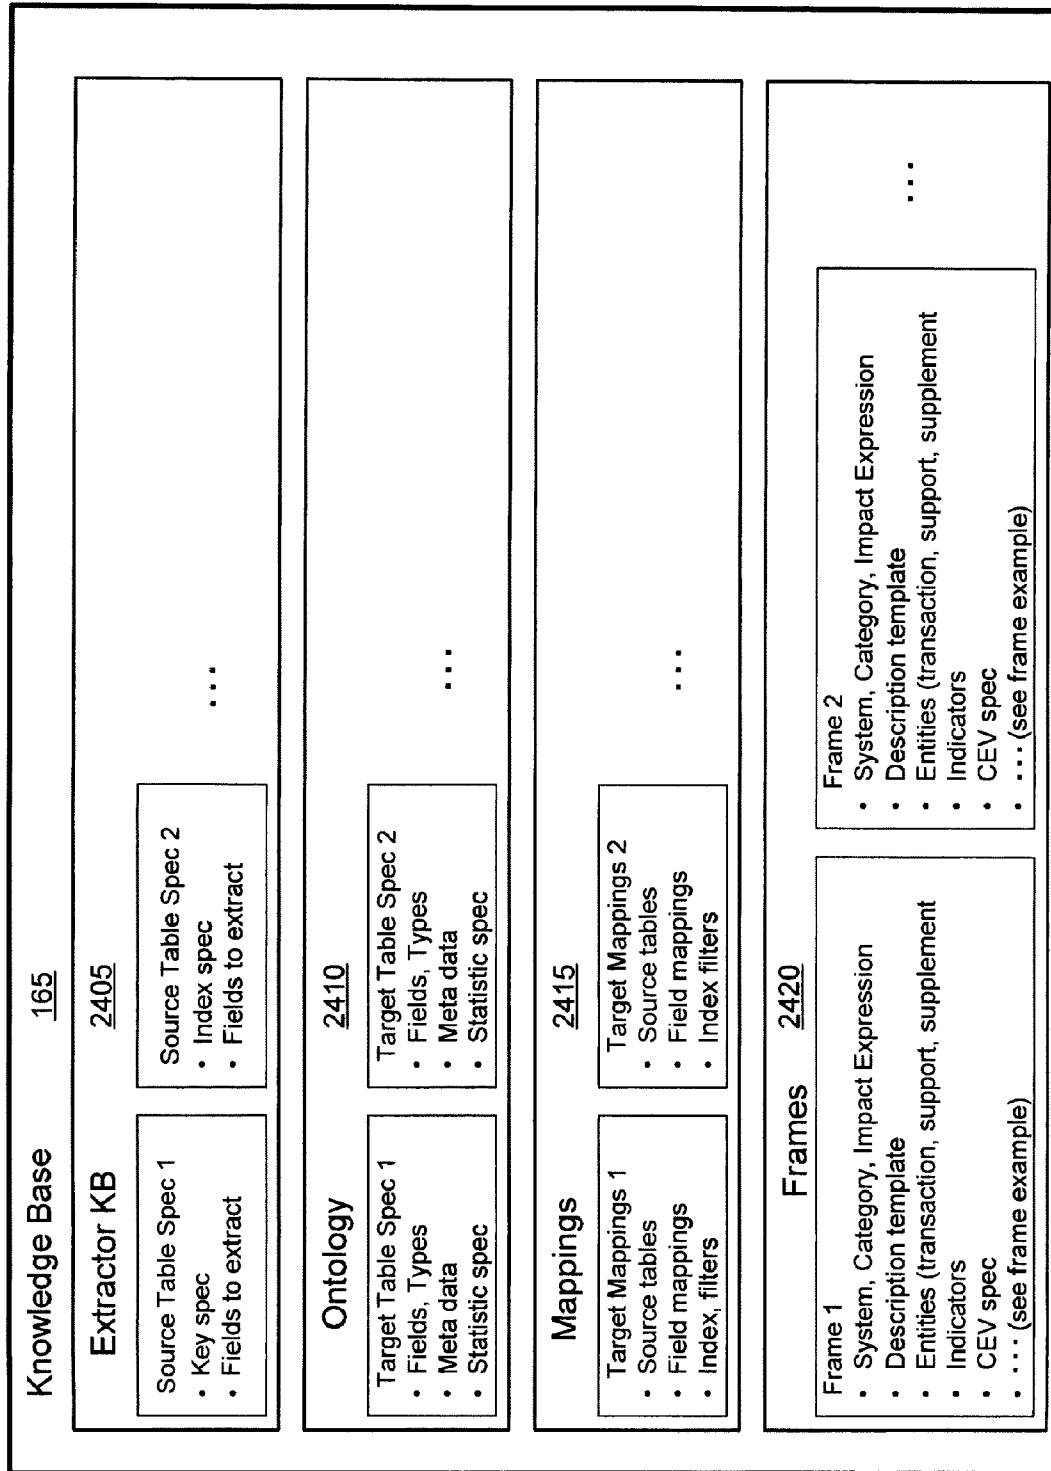 Knowledge Base 165
Extractor KB 2405
Source Table Spec 1
• Key spec
• Fields to extract
Source Table Spec 2
• Index spec
• Fields to extract
...
Ontology 2410
Target Table Spec 1
• Fields, Types
• Meta data
• Statistic spec
Target Table Spec 2
• Fields, Types
• Meta data
• Statistic spec
...
Mappings 2415
Target Mappings 1
• Source tables
• Field mappings
• Index, filters
Target Mappings 2
• Source tables
• Field mappings
• Index filters
...
Frames 2420
Frame 1
• System, Category, Impact Expression
• Description template
• Entities (transaction, support, supplement
• Indicators
• CEV spec
• ... (see frame example)
Frame 2
• System, Category, Impact Expression
• Description template
• Entities (transaction, support, supplement
• Indicators
• CEV spec
• ... (see frame example)
...